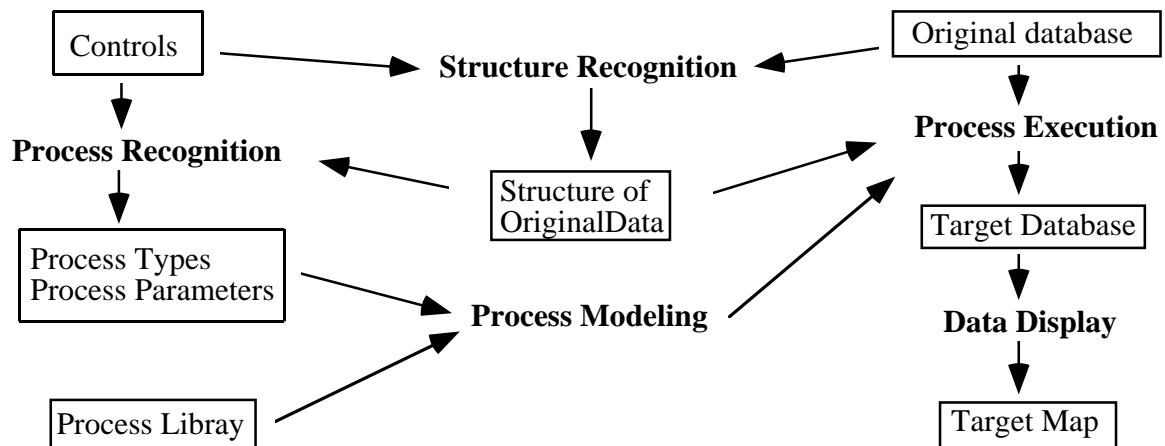 Controls
Original database
Structure Recognition
Process Recognition
Process Execution
Structure of
OriginalData
Target Database
Process Types
Process Parameters
Process Modeling
Data Display
Process Libray
Target Map